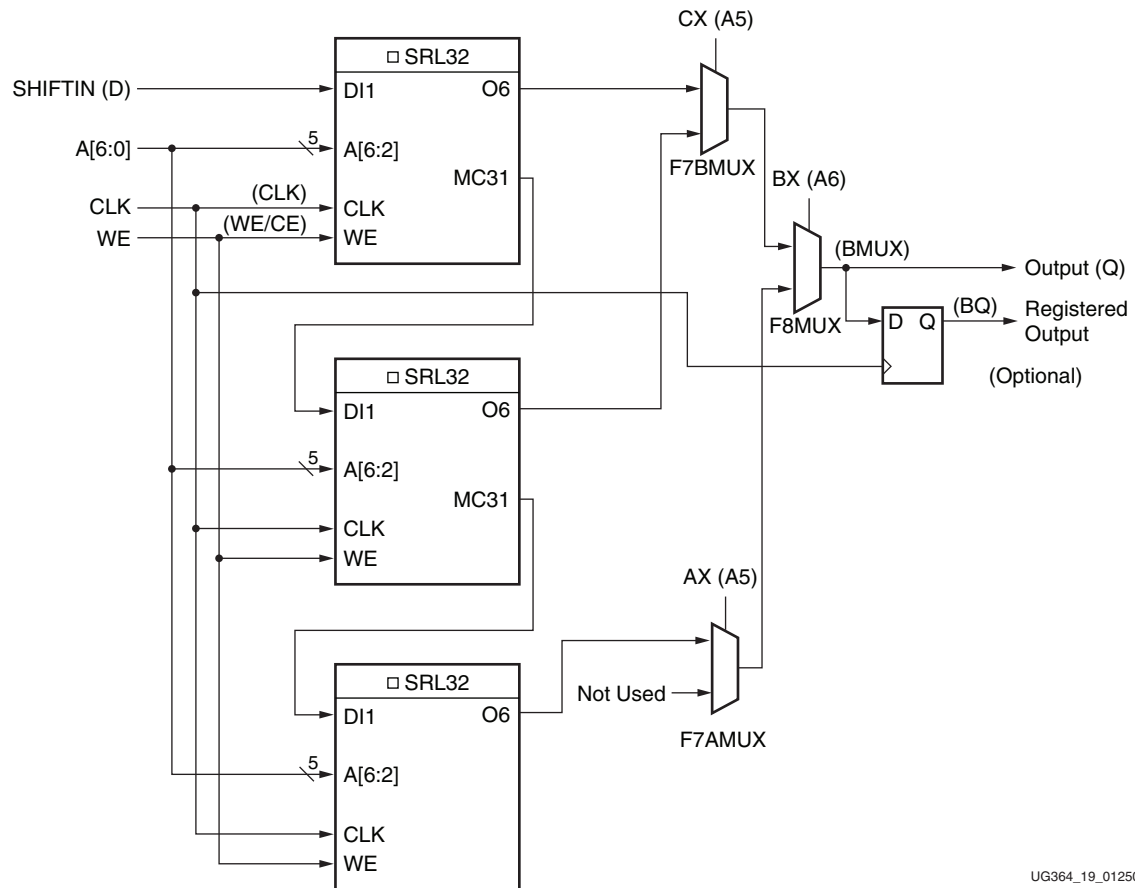 CX (A5)
□ SRL32
SHIFTIN (D)
DI1
O6
A[6:0]
5
A[6:2]
F7BMUX
MC31
BX (A6)
CLK
(CLK)
CLK
WE
(WE/CE)
WE
(BMUX)
Output (Q)
F8MUX
(BQ)
Registered
Output
D Q
(Optional)
□ SRL32
DI1
O6
5
A[6:2]
MC31
CLK
WE
AX (A5)
□ SRL32
Not Used
DI1
O6
F7AMUX
5
A[6:2]
CLK
WE